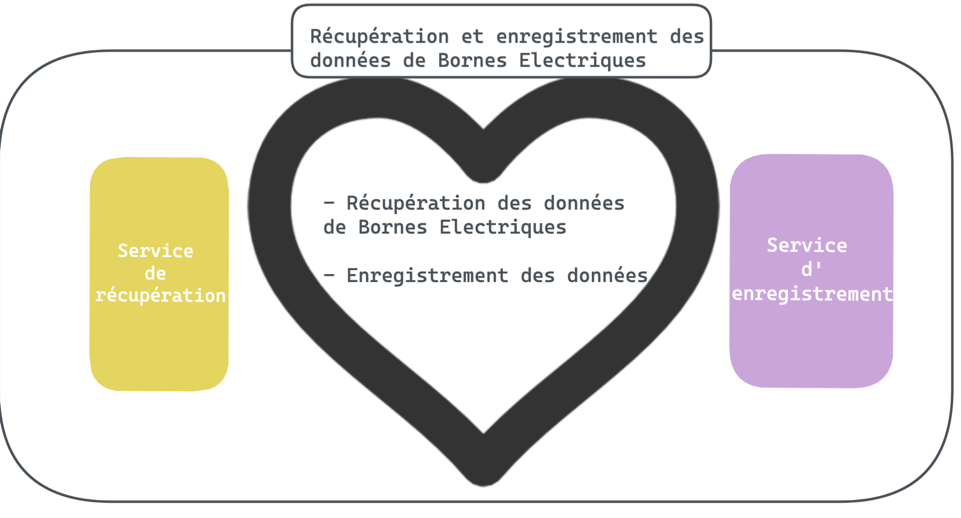 Récupération et enregistrement des
données de Bornes Electriques
- Récupération des données
de Bornes Electriques
- Enregistrement des données
Service
de
récupération
Service
d'
enregistrement